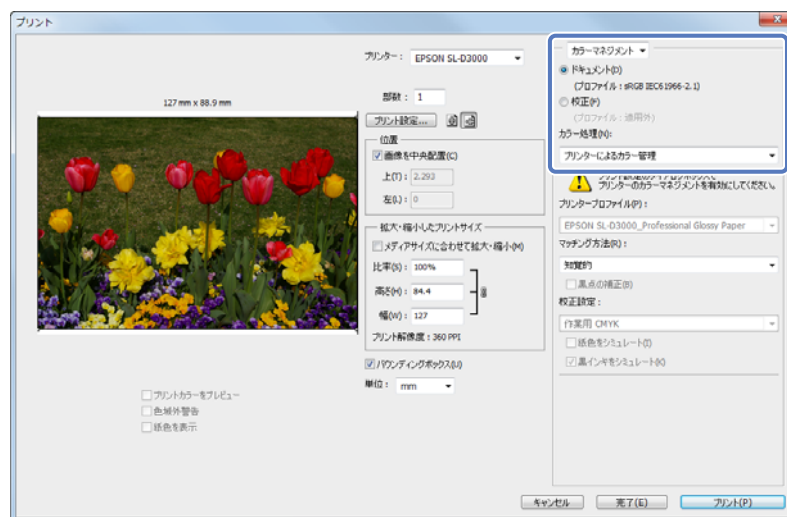 プリント
127 mm x 88.9 mm
プリントカラーをプレビュー
色域外警告
紙色を表示
プリンター： EPSON SL-D3000
部数： 1
プリント設定...
位置
画像を中央配置(C)
上(T)： 2.293
左(L)： 0
拡大・縮小したプリントサイズ
メディアサイズに合わせて拡大・縮小(M)
比率(S)： 100%
高さ(H)： 84.4
幅(W)： 127
プリント解像度：360 PPI
バウンディングボックス(U)
単位： mm
カラーマネジメント
ドキュメント(D)
(プロファイル：sRGB IEC61966-2.1)
校正(F)
(プロファイル：適用外)
カラー処理(N)：
プリンターによるカラー管理
プリンターのカラーマネジメントを有効にしてください。
プリンタープロファイル(P)：
EPSON SL-D3000_Professional Glossy Paper
マッチング方法(R)：
知覚的
黒点の補正(B)
校正設定：
作業用 CMYK
紙色をシミュレート(I)
黒インキをシミュレート(K)
キャンセル
完了(E)
プリント(P)